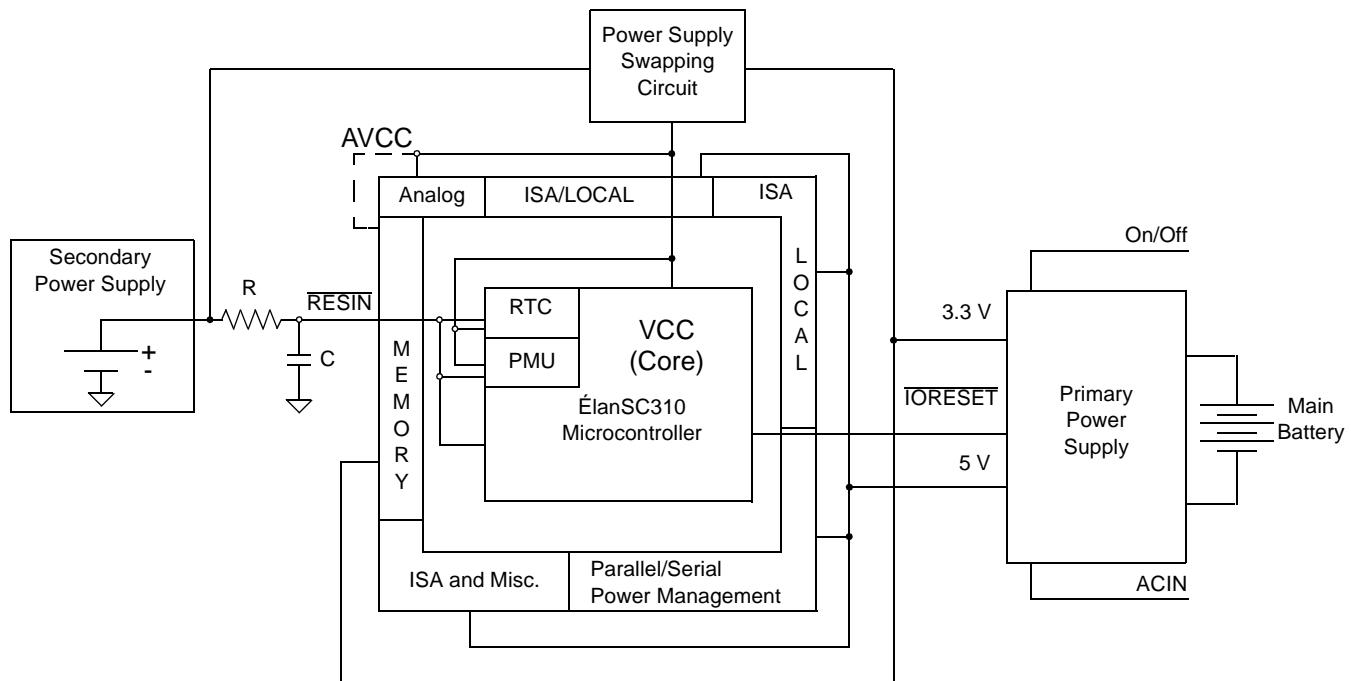 Power Supply
Swapping
Circuit
AVCC
Analog
ISA/LOCAL
ISA
On/Off
Secondary
Power Supply
LOCAL
R
RESIN
RTC
3.3 V
VCC
(Core)
+
-
C
MEMORY
PMU
IORESET
Primary
Power
Supply
Main
Battery
ÉlanSC310
Microcontroller
5 V
ISA and Misc.
Parallel/Serial
Power Management
ACIN